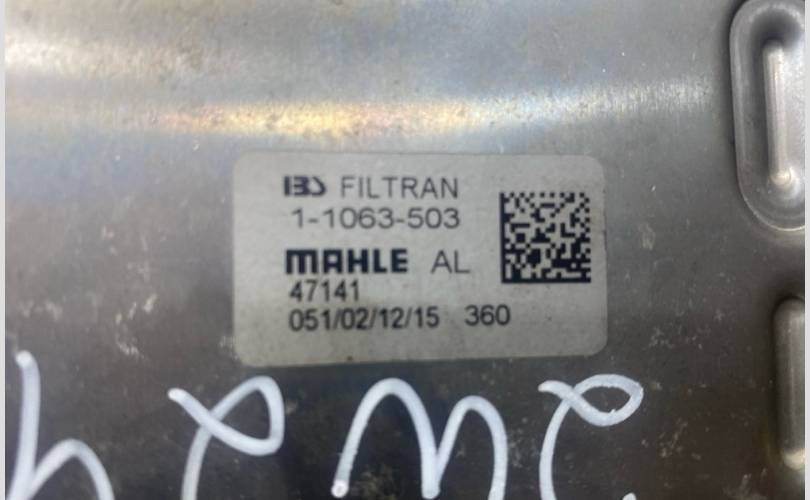 IBS FILTRAN
1-1063-503
MAHLE AL
47141
051/02/12/15 360